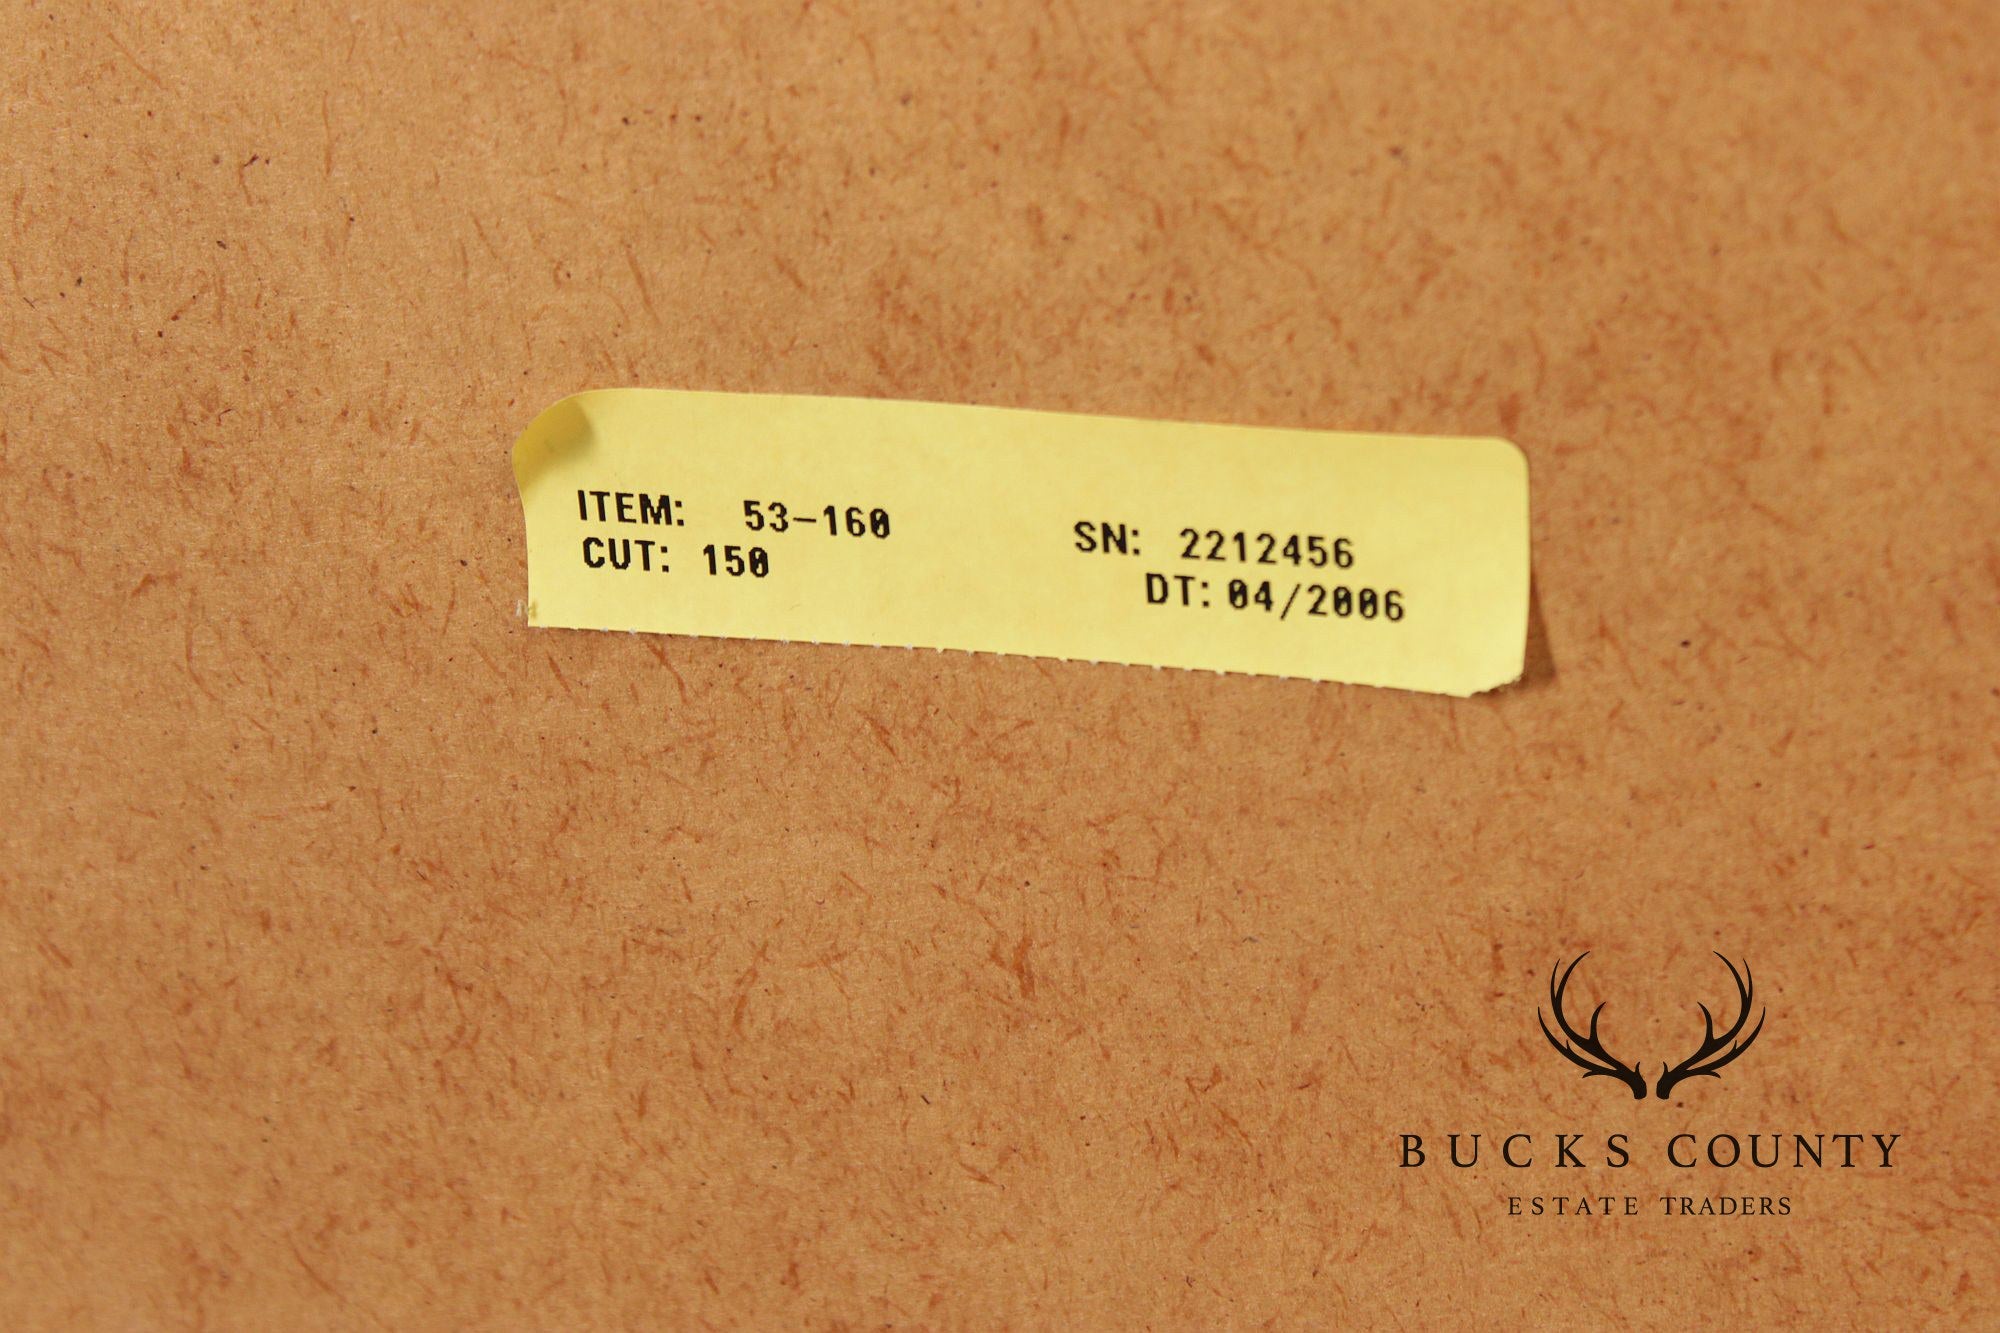 ITEM: 53-160
CUT: 150
SN: 2212456
DT: 04/2006
BUCKS COUNTY
ESTATE TRADERS